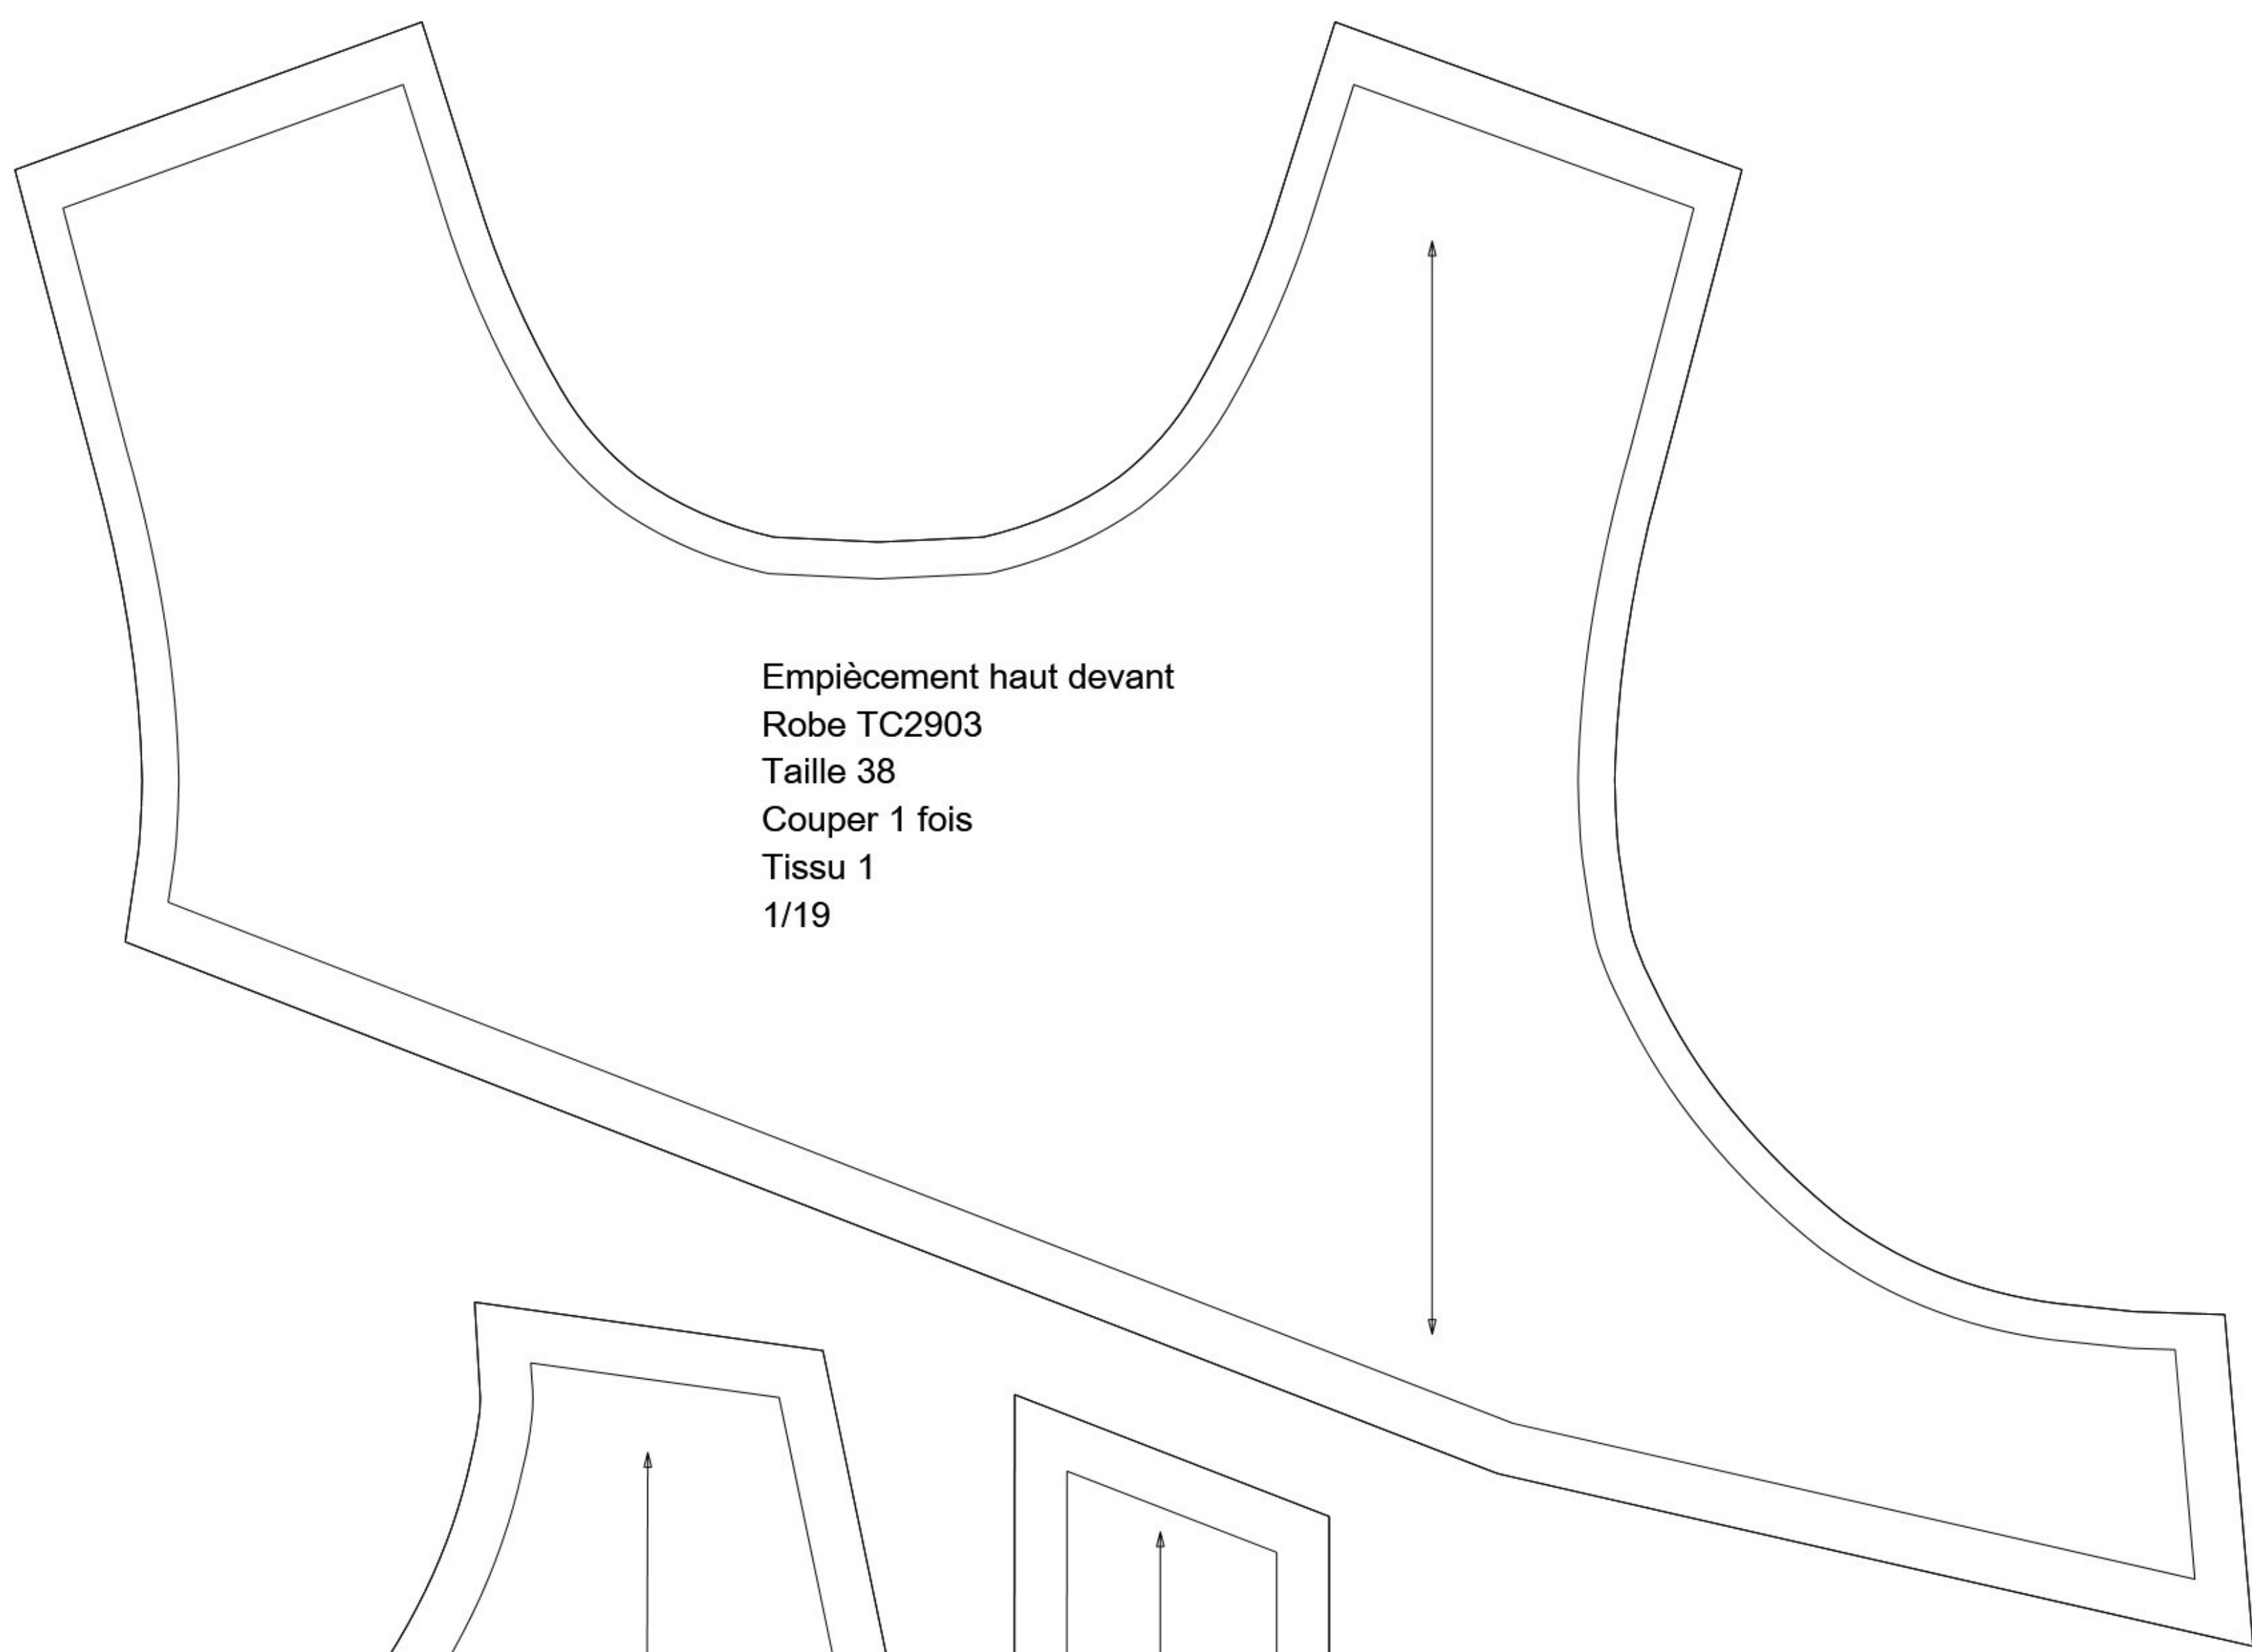 Empiècement haut devant
Robe TC2903
Taille 38
Couper 1 fois
Tissu 1
1/19